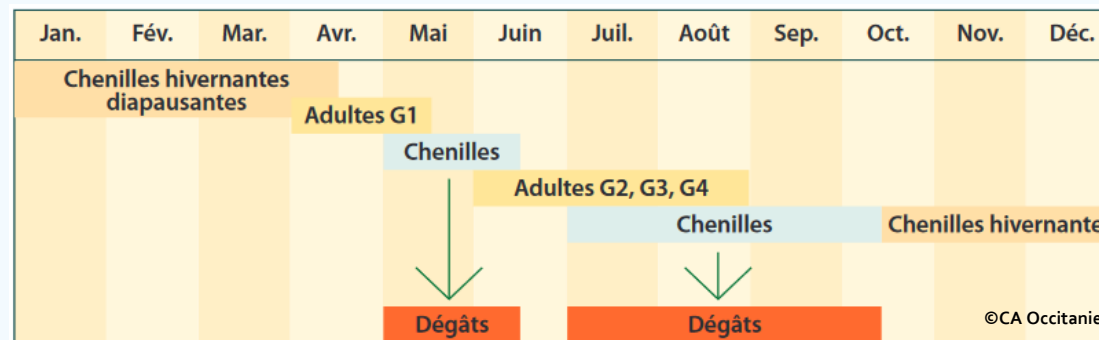 Jan. Fév. Mar. Avr. Mai Juin Juil. Août Sep. Oct. Nov. Déc.
Chenilles hivernantes
diapausantes
Adultes G1
Chenilles
Adultes G2, G3, G4
Chenilles Chenilles hivernante
Dégâts Dégâts
©CA Occitanie